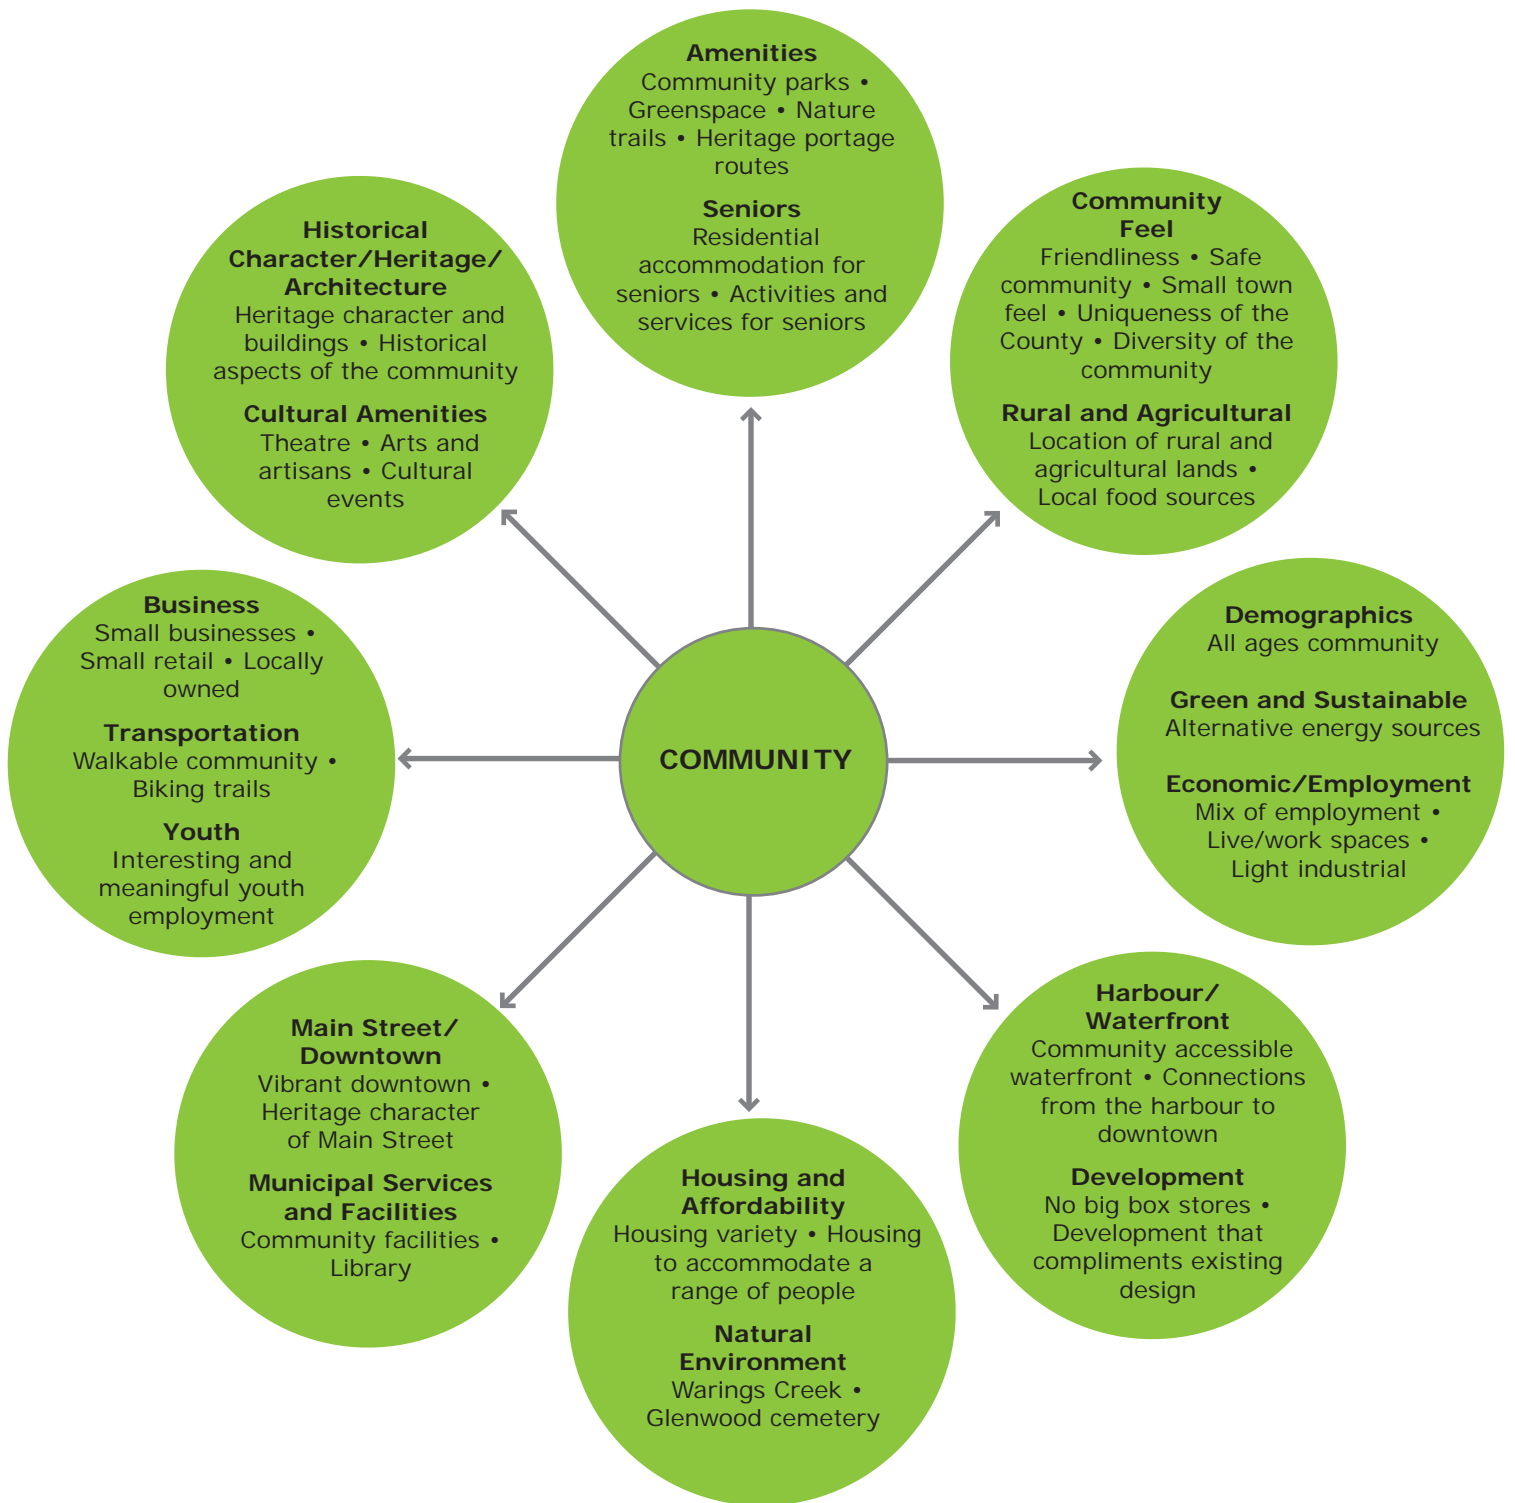 Amenities
Community parks •
Greenspace • Nature
trails • Heritage portage
routes
Seniors
Residential
accommodation for
seniors • Activities and
services for seniors
Community
Feel
Friendliness • Safe
community • Small town
feel • Uniqueness of the
County • Diversity of the
community
Rural and Agricultural
Location of rural and
agricultural lands •
Local food sources
Historical
Character/Heritage/
Architecture
Heritage character and
buildings • Historical
aspects of the community
Cultural Amenities
Theatre • Arts and
artisans • Cultural
events
Business
Small businesses •
Small retail • Locally
owned
Transportation
Walkable community •
Biking trails
Youth
Interesting and
meaningful youth
employment
COMMUNITY
Demographics
All ages community
Green and Sustainable
Alternative energy sources
Economic/Employment
Mix of employment •
Live/work spaces •
Light industrial
Main Street/
Downtown
Vibrant downtown •
Heritage character
of Main Street
Municipal Services
and Facilities
Community facilities •
Library
Housing and
Affordability
Housing variety • Housing
to accommodate a
range of people
Natural
Environment
Warings Creek •
Glenwood cemetery
Harbour/
Waterfront
Community accessible
waterfront • Connections
from the harbour to
downtown
Development
No big box stores •
Development that
compliments existing
design